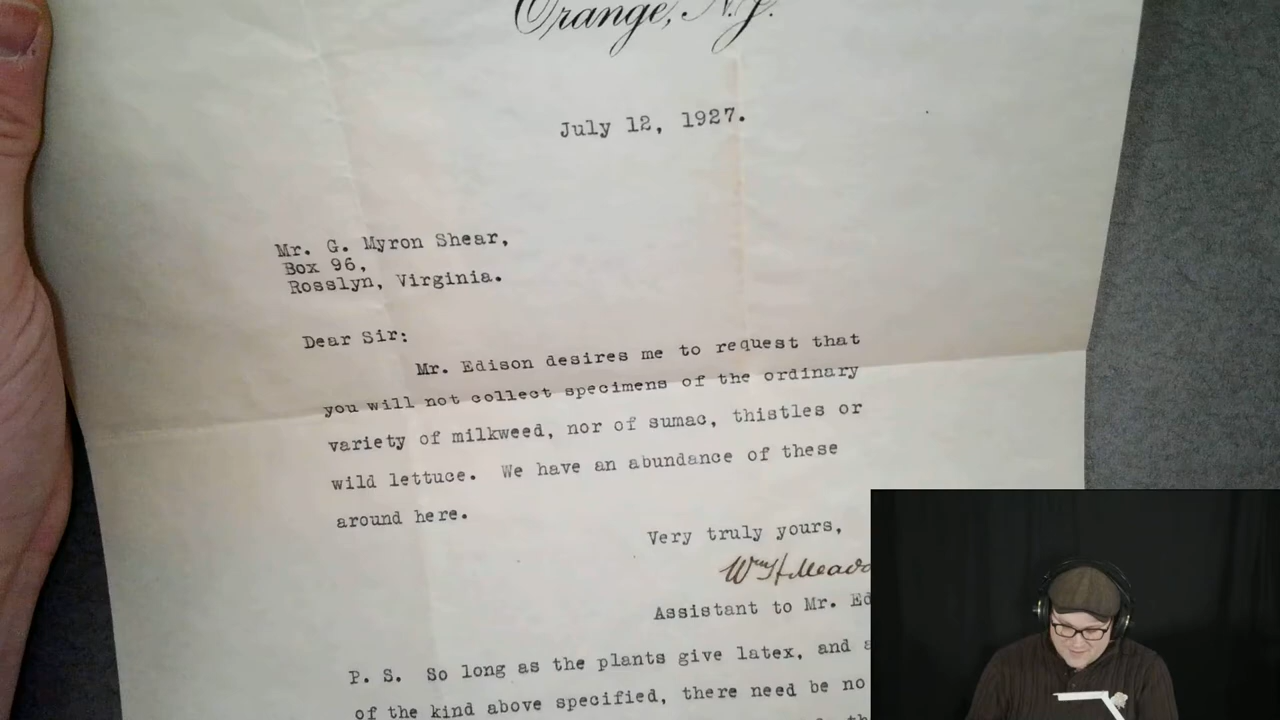 Orange, N.J.
July 12, 1927.
Mr. G. Myron Shear,
Box 96,
Rosslyn, Virginia.
Dear Sir:
Mr. Edison desires me to request that
you will not collect specimens of the ordinary
variety of milkweed, nor of sumac, thistles or
wild lettuce. We have an abundance of these
around here.
Very truly yours,
Wm H Meado
Assistant to Mr. Ed
P. S. So long as the plants give latex, and a
of the kind above specified, there need be no